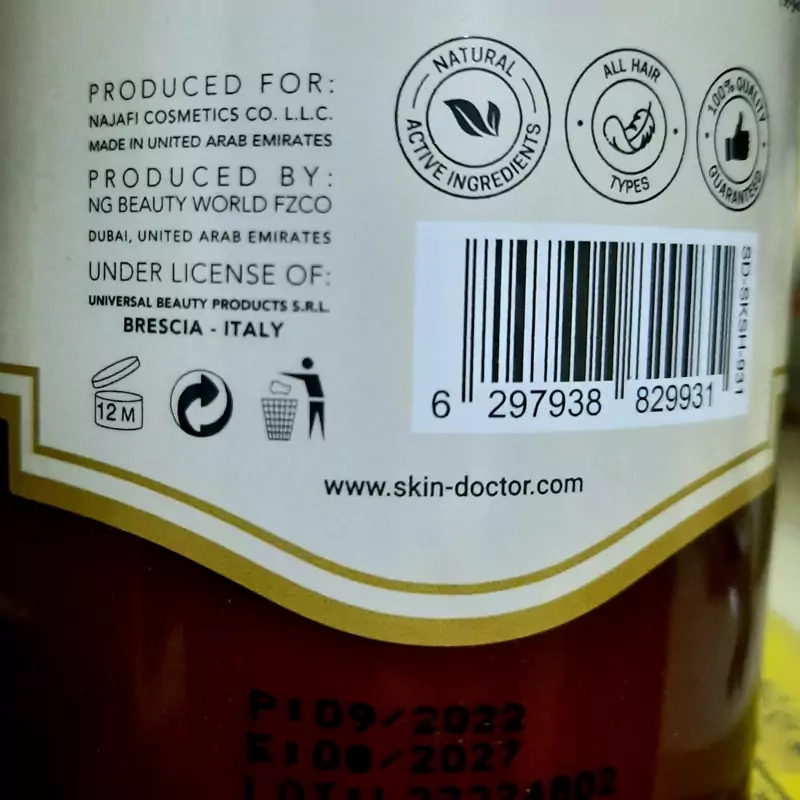 PRODUCED FOR:
NAJAFI COSMETICS CO. L.L.C.
MADE IN UNITED ARAB EMIRATES
PRODUCED BY:
NG BEAUTY WORLD FZCO
DUBAI, UNITED ARAB EMIRATES
UNDER LICENSE OF:
UNIVERSAL BEAUTY PRODUCTS S.R.L.
BRESCIA - ITALY
12 M
NATURAL
ACTIVE INGREDIENTS
ALL HAIR
TYPES
100% QUALITY
GUARANTEED
SD-SKSH-931
6 297938 829931
www.skin-doctor.com
P:09/2022
E:08/2027